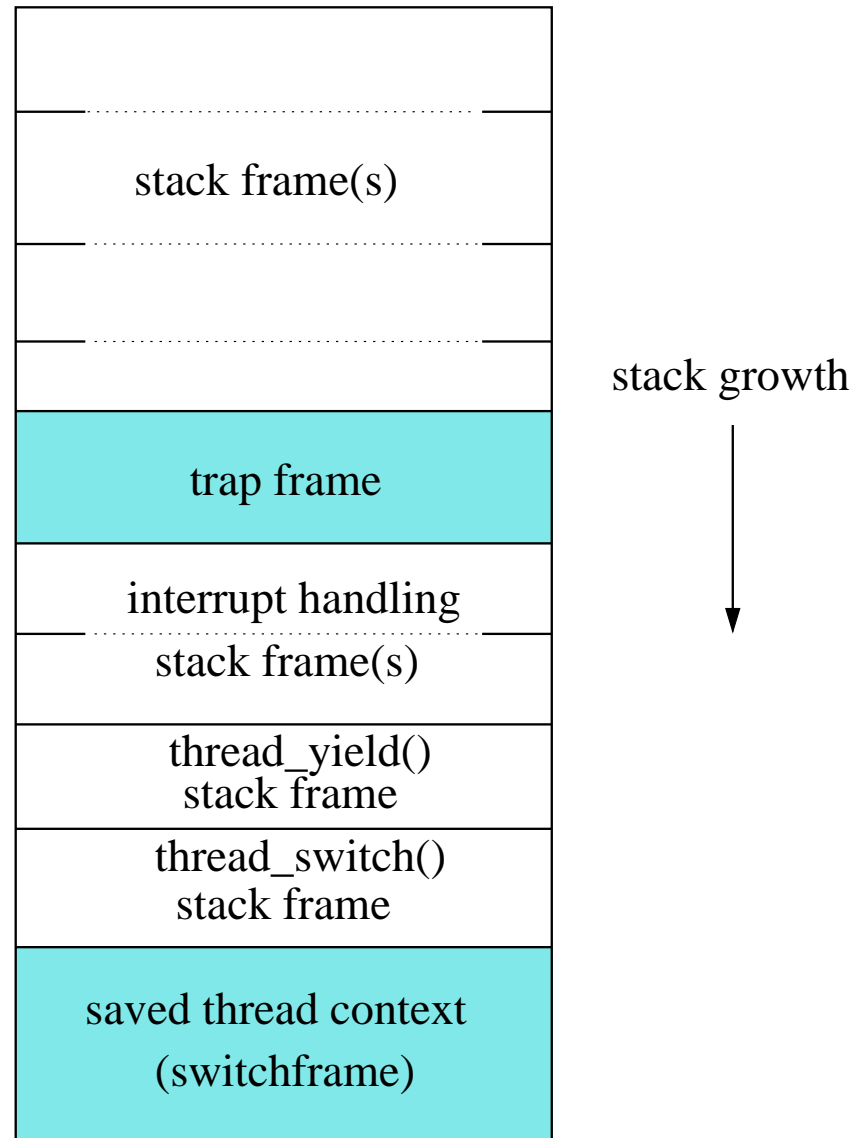 stack frame(s)
stack growth
trap frame
interrupt handling
stack frame(s)
thread_yield()
stack frame
thread_switch()
stack frame
saved thread context
(switchframe)